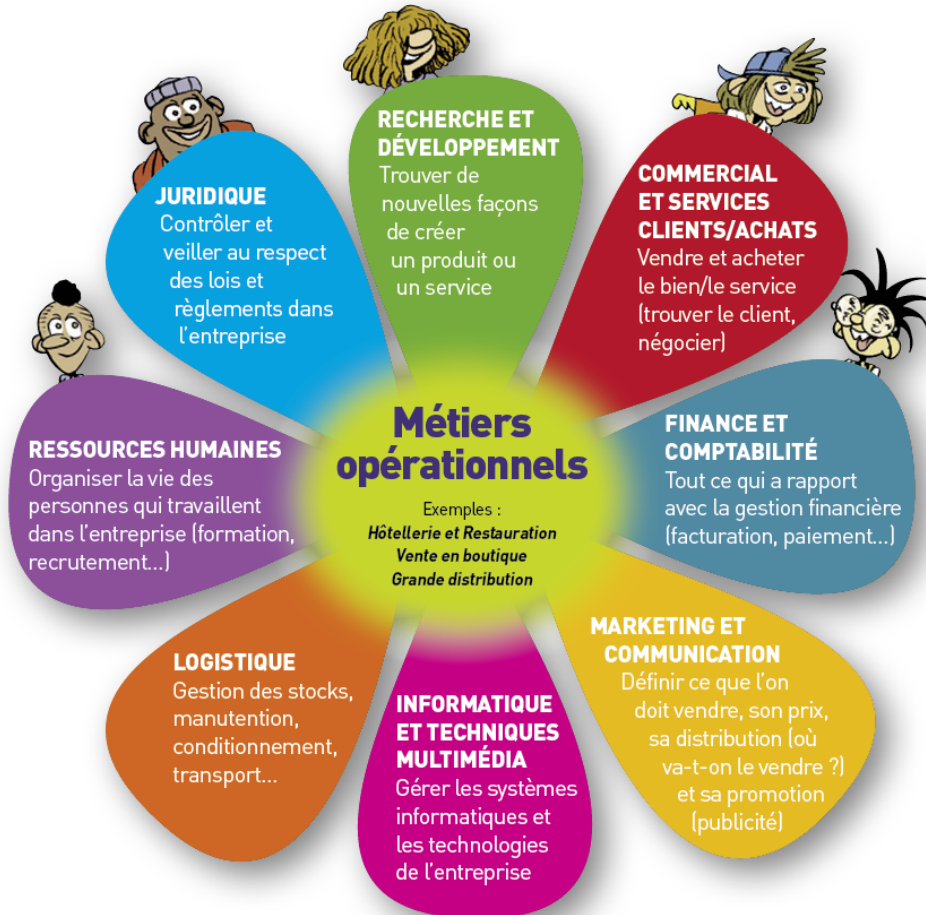 RECHERCHE ET
DÉVELOPPEMENT
Trouver de
nouvelles façons
de créer
un produit ou
un service
COMMERCIAL
ET SERVICES
CLIENTS/ACHATS
Vendre et acheter
le bien/le service
(trouver le client,
négocier)
FINANCE ET
COMPTABILITÉ
Tout ce qui a rapport
avec la gestion financière
(facturation, paiement...)
MARKETING ET
COMMUNICATION
Définir ce que l'on
doit vendre, son prix,
sa distribution (où
va-t-on le vendre ?)
et sa promotion
(publicité)
INFORMATIQUE
ET TECHNIQUES
MULTIMÉDIA
Gérer les systèmes
informatiques et
les technologies
de l'entreprise
LOGISTIQUE
Gestion des stocks,
manutention,
conditionnement,
transport...
RESSOURCES HUMAINES
Organiser la vie des
personnes qui travaillent
dans l'entreprise (formation,
recrutement...)
JURIDIQUE
Contrôler et
veiller au respect
des lois et
règlements dans
l'entreprise
Métiers
opérationnels
Exemples :
Hôtellerie et Restauration
Vente en boutique
Grande distribution